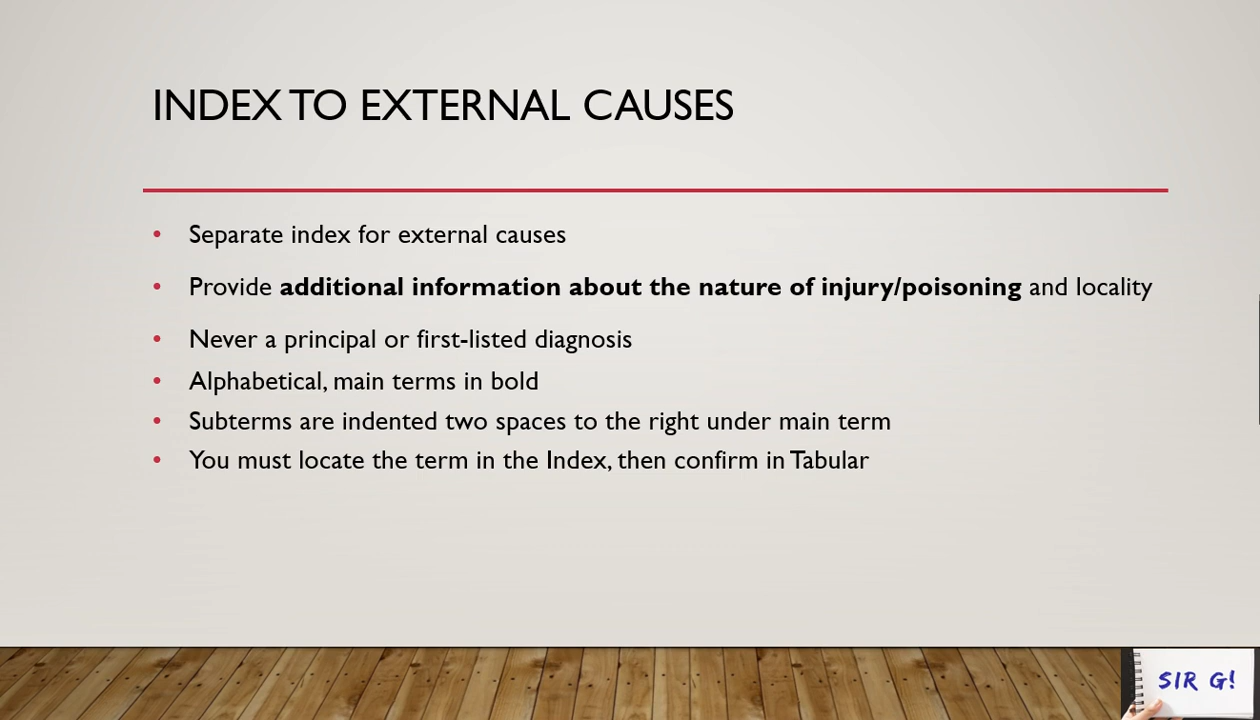 INDEX TO EXTERNAL CAUSES
• Separate index for external causes
• Provide additional information about the nature of injury/poisoning and locality
• Never a principal or first-listed diagnosis
• Alphabetical, main terms in bold
• Subterms are indented two spaces to the right under main term
• You must locate the term in the Index, then confirm in Tabular
SIR G!